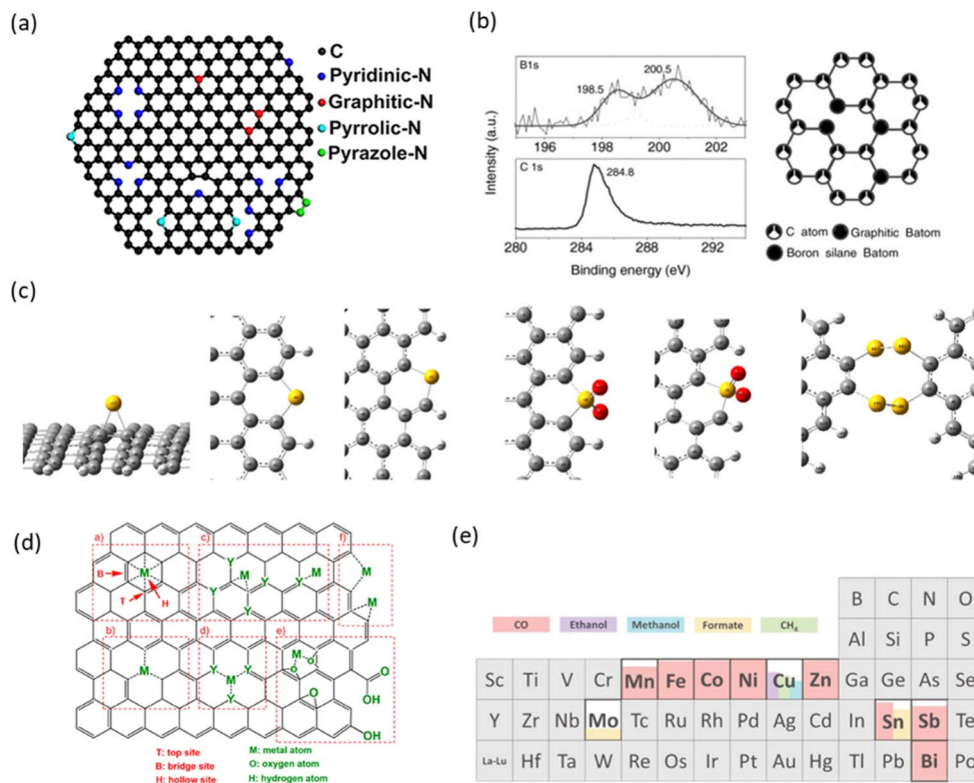 (a)
C
Pyridinic-N
Graphitic-N
Pyrrolic-N
Pyrazole-N
(b)
Intensity (a.u.)
B1s
198.5
200.5
196
198
200
202
C 1s
284.8
280
284
288
292
Binding energy (eV)
C atom
Graphitic Batom
Boron silane Batom
(c)
(d)
a)
c)
f)
B
M
T
H
Y
M
Y
M
Y
Y
M
M
b)
d)
e)
M
Y
Y
M
Y
M
O
O
O
O
OH
OH
T: top site
B: bridge site
H: hollow site
M: metal atom
O: oxygen atom
H: hydrogen atom
(e)
CO
Ethanol
Methanol
Formate
CH₄
B C N O
Al Si P S
Sc Ti V Cr Mn Fe Co Ni Cu Zn Ga Ge As Se
Y Zr Nb Mo Tc Ru Rh Pd Ag Cd In Sn Sb Te
La-Lu Hf Ta W Re Os Ir Pt Au Hg Tl Pb Bi Po